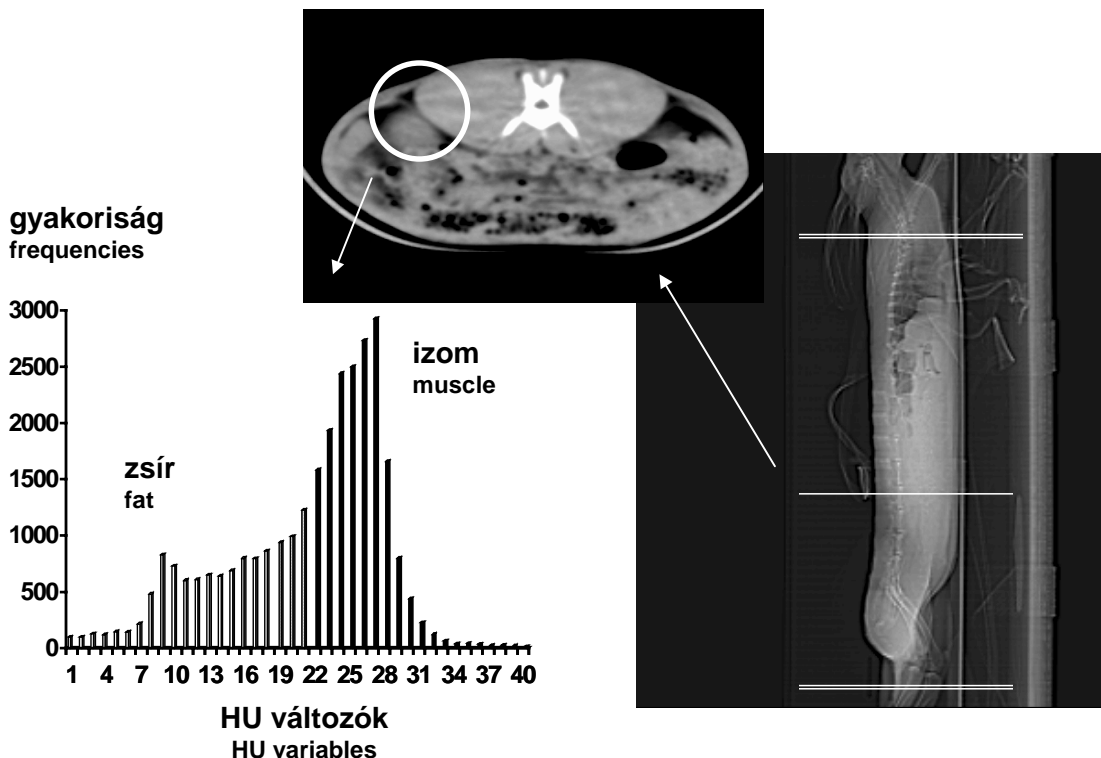 gyakoriság
frequencies
3000
2500
2000
1500
1000
500
0
zsír
fat
izom
muscle
1 4 7 10 13 16 19 22 25 28 31 34 37 40
HU változók
HU variables